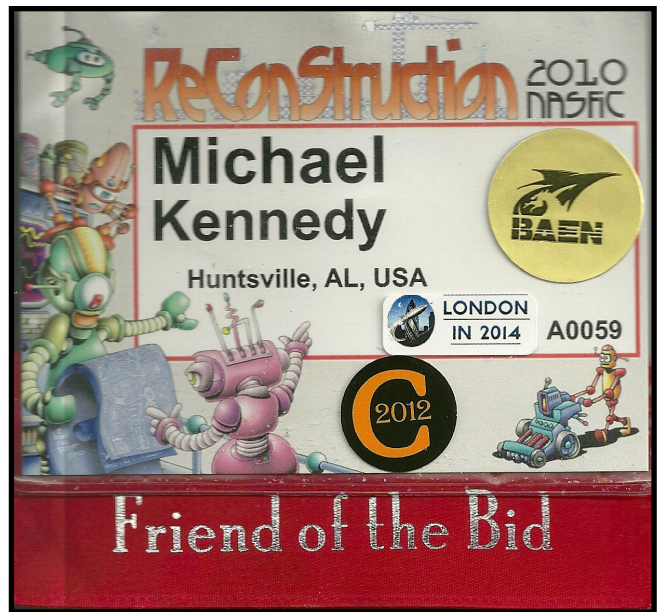 ReConStruction
2010
NASFiC
Michael
Kennedy
Huntsville, AL, USA
BAEN
LONDON
IN 2014
A0059
C
2012
Friend of the Bid